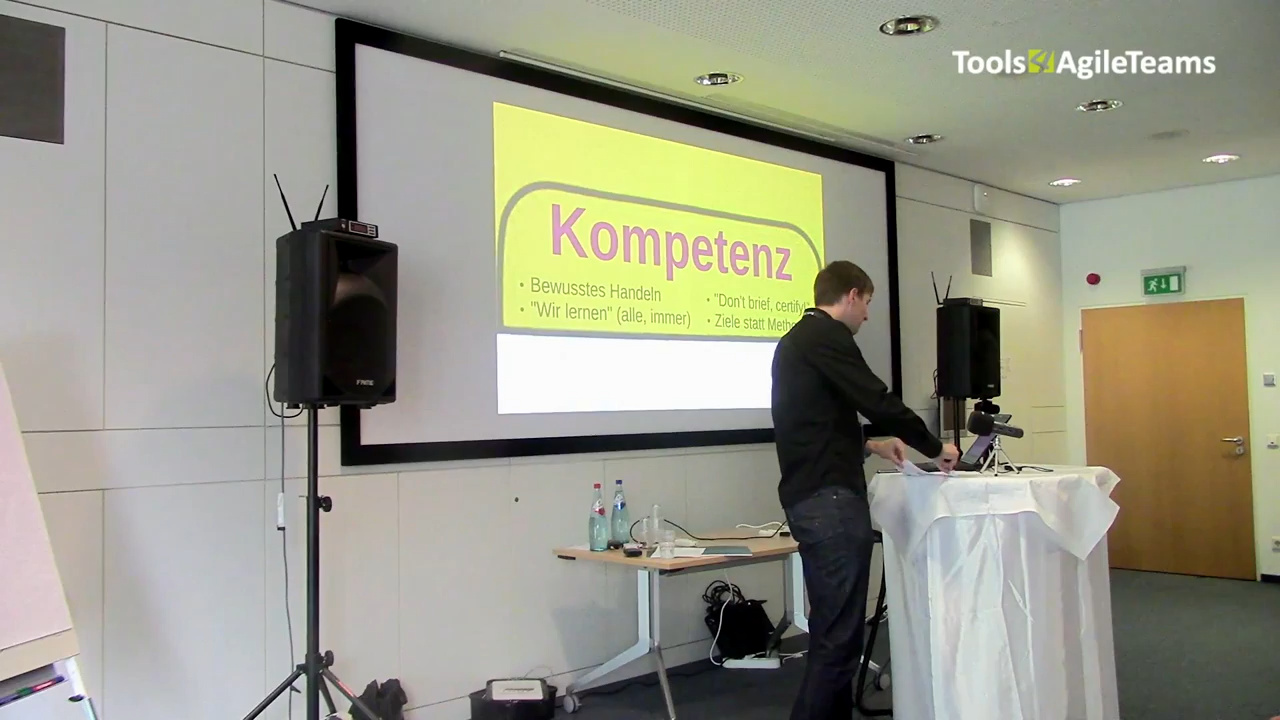 Tools4AgileTeams
Kompetenz
• Bewusstes Handeln
• "Wir lernen" (alle, immer)
• "Don't brief, certify!"
• Ziele statt